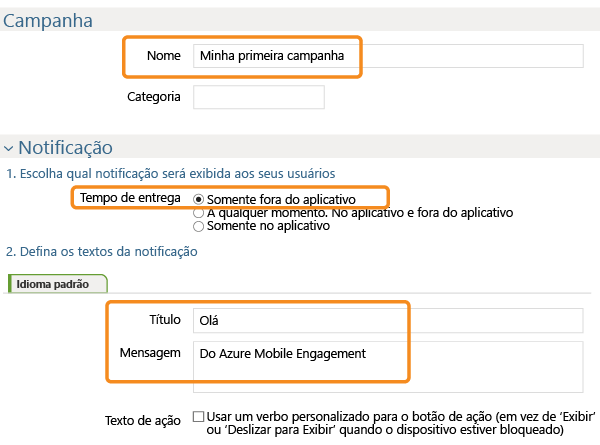 Campanha
Nome Minha primeira campanha
Categoria
Notificação
1. Escolha qual notificação será exibida aos seus usuários
Tempo de entrega Somente fora do aplicativo
A qualquer momento. No aplicativo e fora do aplicativo
Somente no aplicativo
2. Defina os textos da notificação
Idioma padrão
Título Olá
Mensagem Do Azure Mobile Engagement
Texto de ação Usar um verbo personalizado para o botão de ação (em vez de ‘Exibir’
ou ‘Deslizar para Exibir’ quando o dispositivo estiver bloqueado)